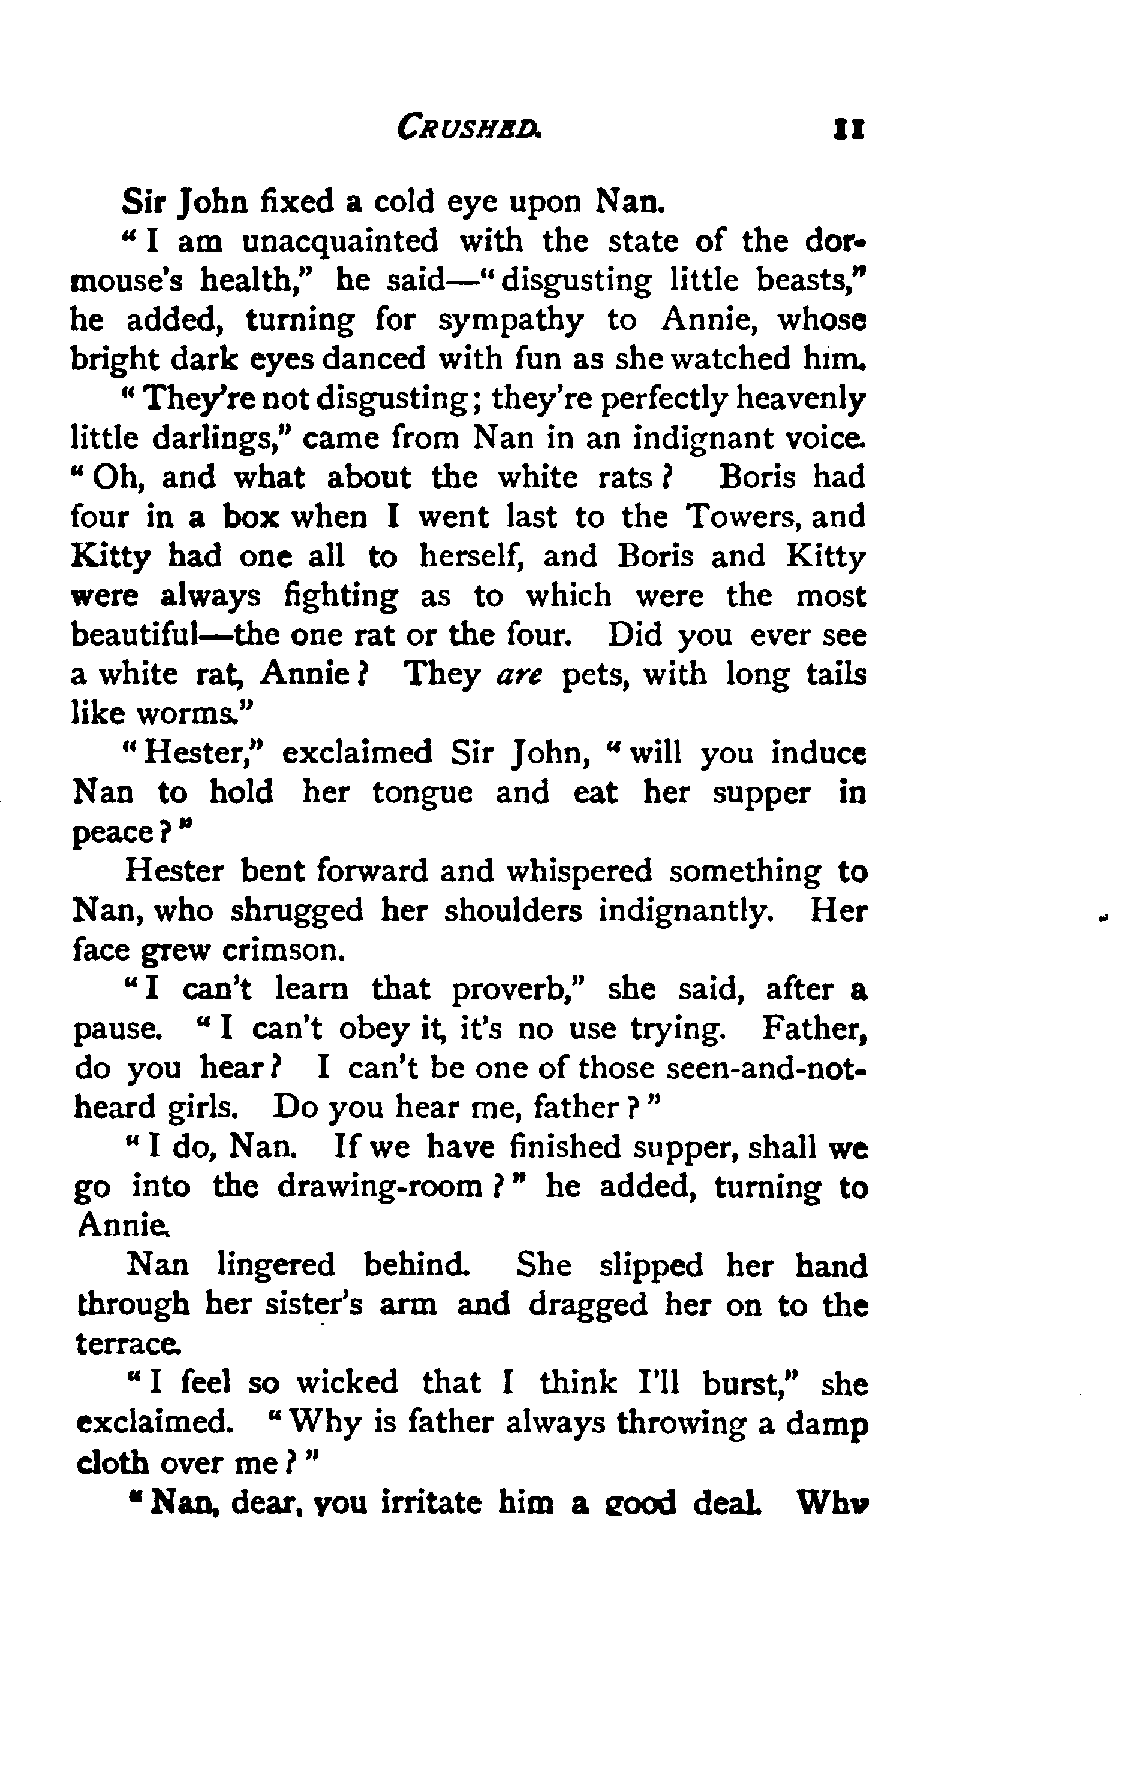 CRUSHED. 11
Sir John fixed a cold eye upon Nan.
“ I am unacquainted with the state of the dor-
mouse's health,” he said—“ disgusting little beasts,”
he added, turning for sympathy to Annie, whose
bright dark eyes danced with fun as she watched him.
“ They're not disgusting; they're perfectly heavenly
little darlings,” came from Nan in an indignant voice.
“ Oh, and what about the white rats ? Boris had
four in a box when I went last to the Towers, and
Kitty had one all to herself, and Boris and Kitty
were always fighting as to which were the most
beautiful—the one rat or the four. Did you ever see
a white rat, Annie ? They are pets, with long tails
like worms.”
“ Hester,” exclaimed Sir John, “ will you induce
Nan to hold her tongue and eat her supper in
peace ? ”
Hester bent forward and whispered something to
Nan, who shrugged her shoulders indignantly. Her
face grew crimson.
“ I can't learn that proverb,” she said, after a
pause. “ I can't obey it, it's no use trying. Father,
do you hear ? I can't be one of those seen-and-not-
heard girls. Do you hear me, father ? ”
“ I do, Nan. If we have finished supper, shall we
go into the drawing-room ? ” he added, turning to
Annie.
Nan lingered behind. She slipped her hand
through her sister's arm and dragged her on to the
terrace.
“ I feel so wicked that I think I'll burst,” she
exclaimed. “ Why is father always throwing a damp
cloth over me ? ”
“ Nan, dear, you irritate him a good deal. Why